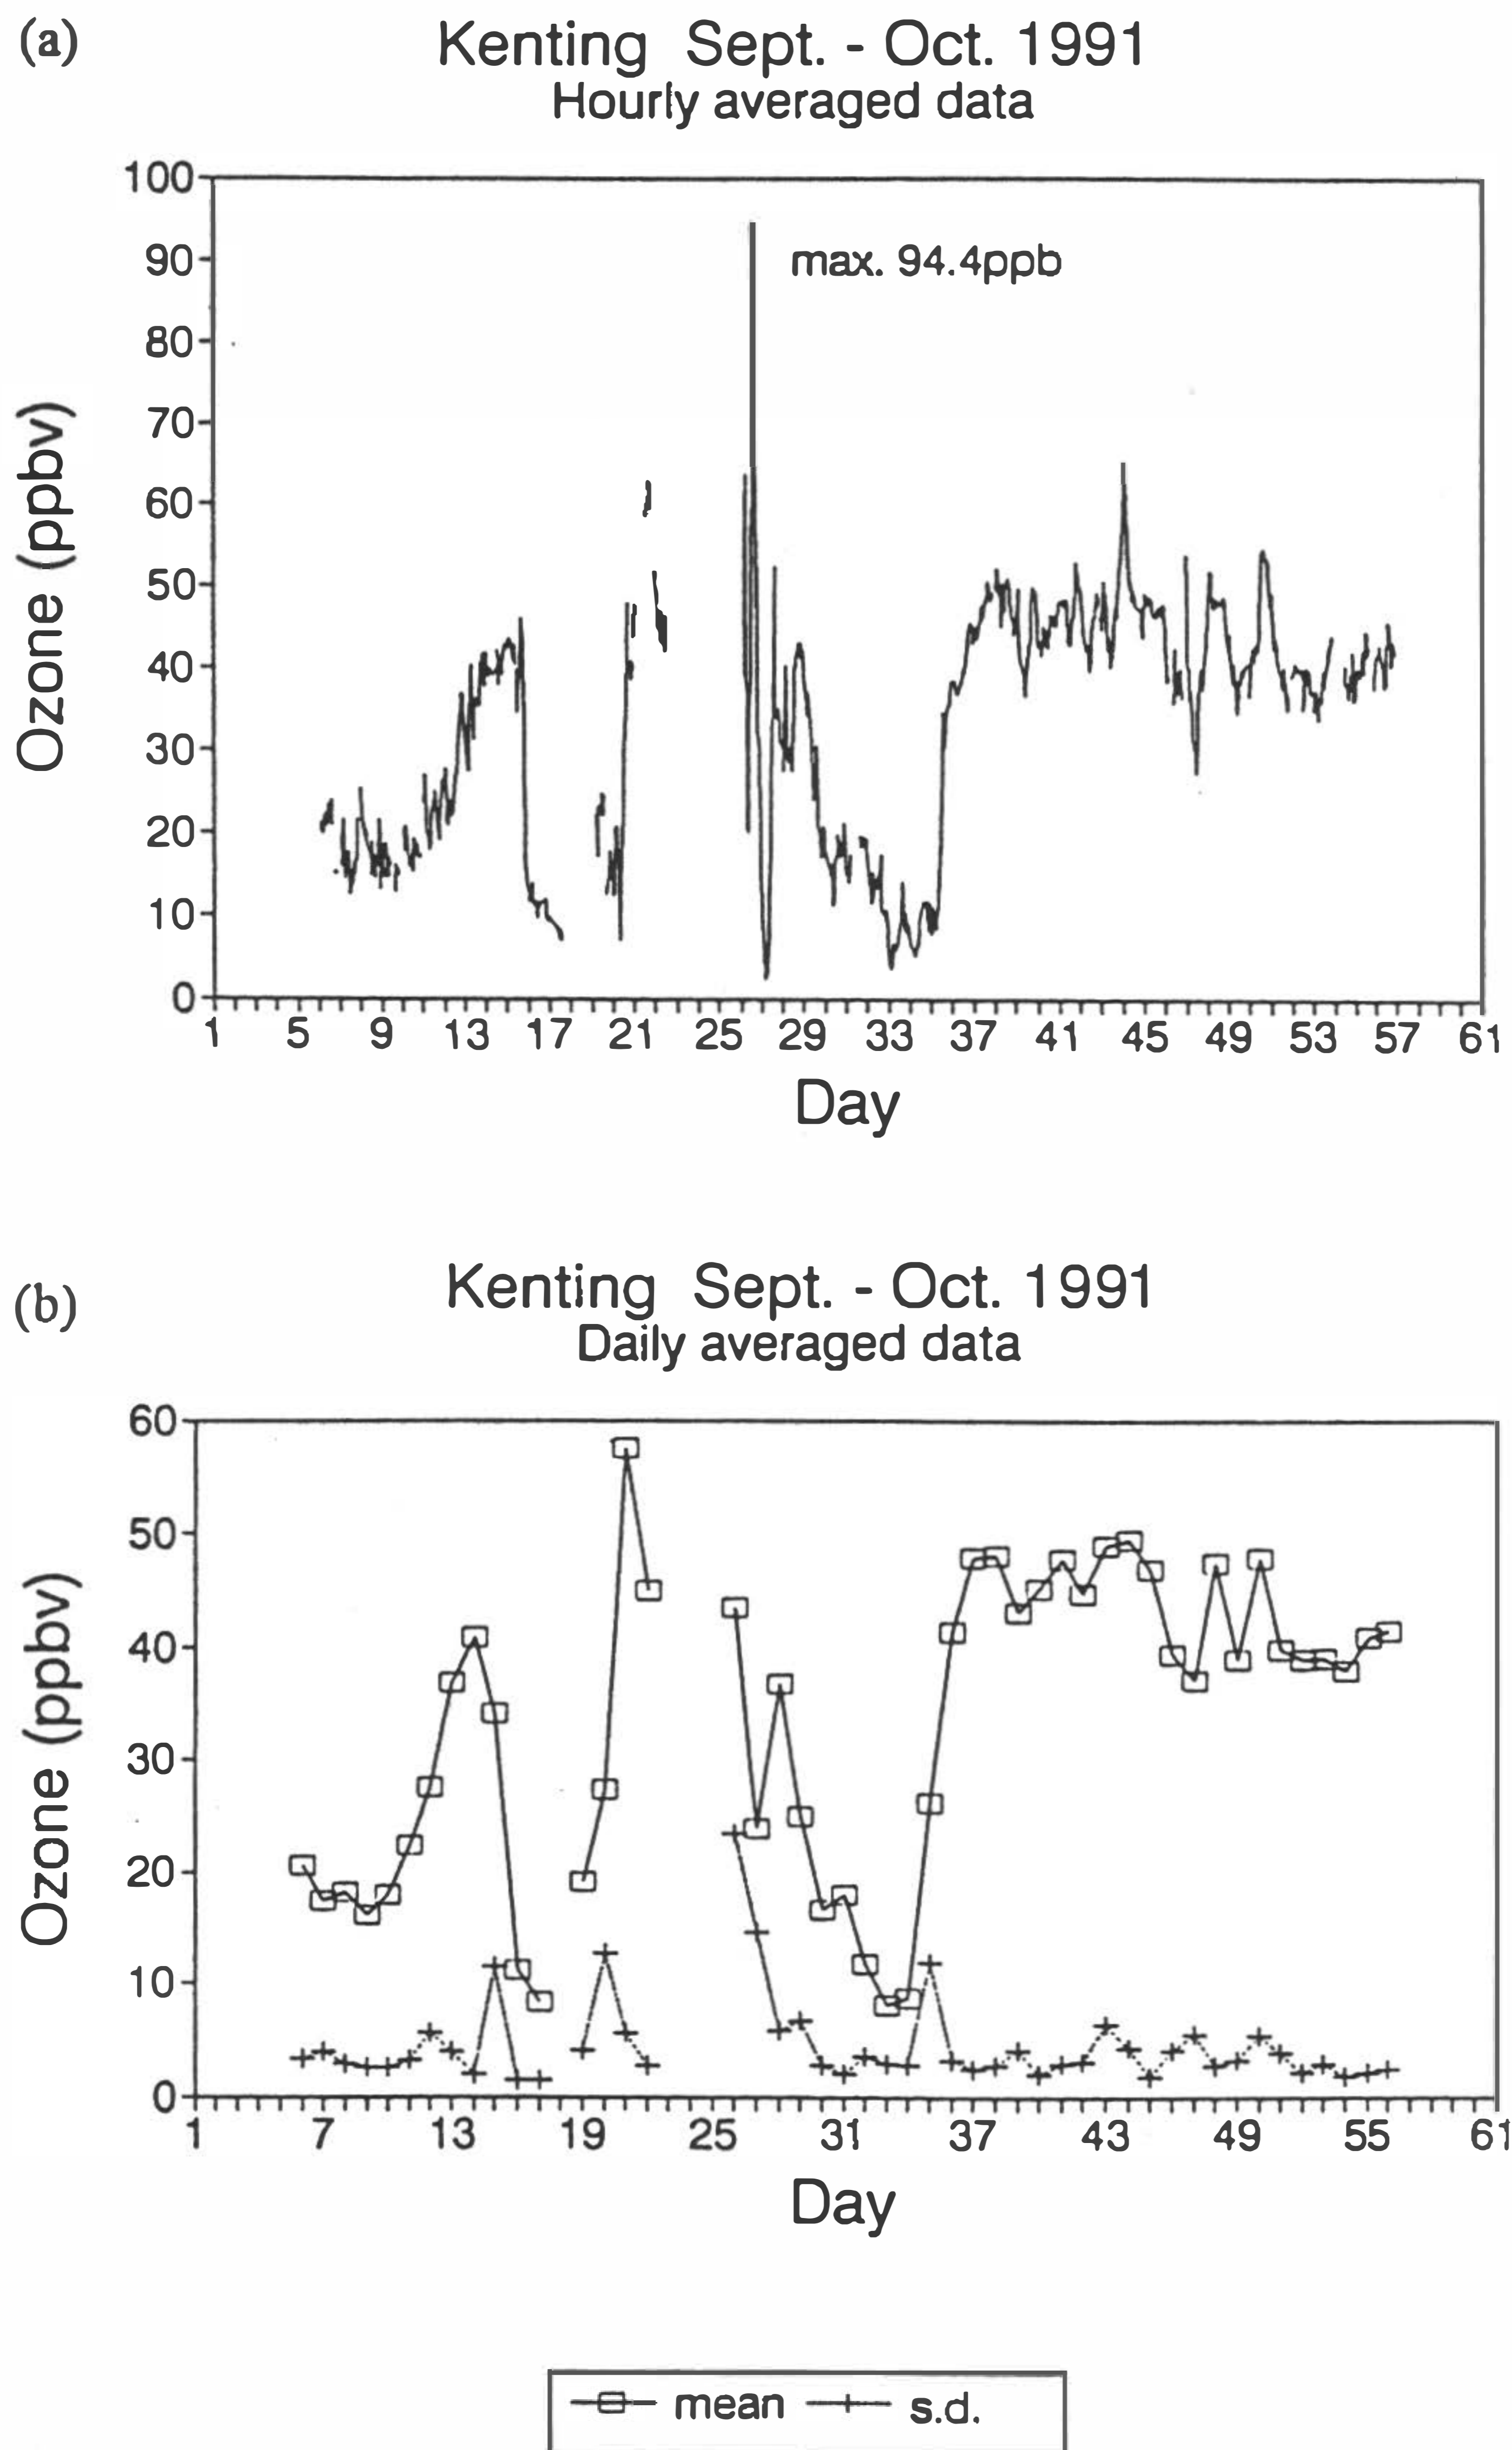 (a)
Kenting Sept. - Oct. 1991
Hourly averaged data
100
90
80
70
60
50
40
30
20
10
0
Ozone (ppbv)
max. 94.4ppb
1 5 9 13 17 21 25 29 33 37 41 45 49 53 57 61
Day
(b)
Kenting Sept. - Oct. 1991
Daily averaged data
60
50
40
30
20
10
0
Ozone (ppbv)
1 7 13 19 25 31 37 43 49 55 61
Day
mean s.d.